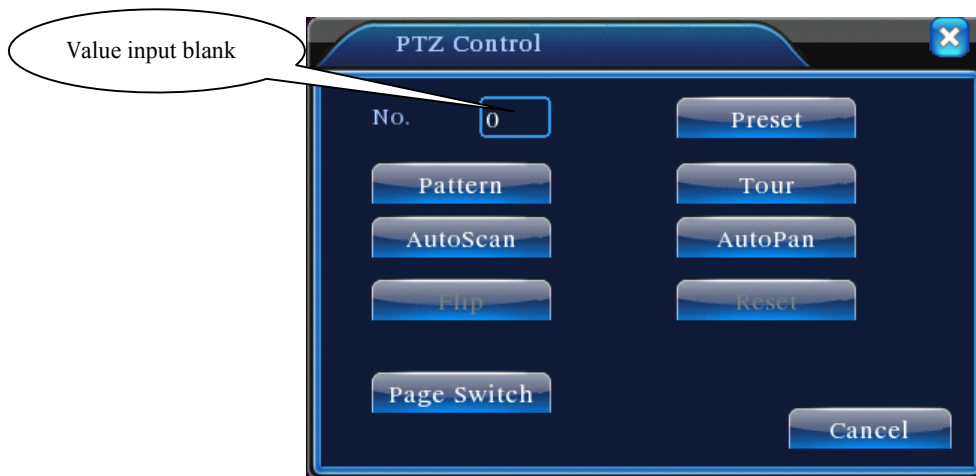 Value input blank
PTZ Control
No. 0 Preset
Pattern Tour
AutoScan AutoPan
Flip Reset
Page Switch
Cancel